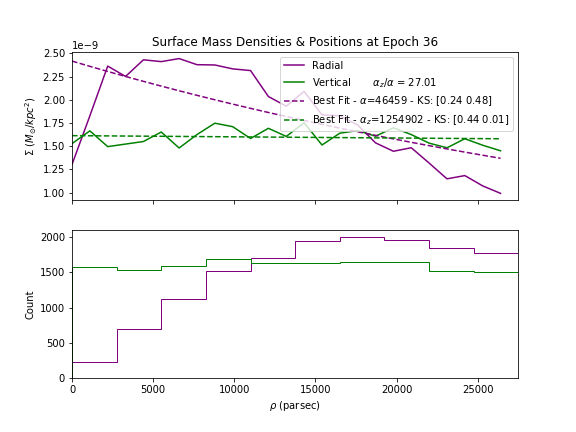 Surface Mass Densities & Positions at Epoch 36
1e−9
2.50
2.25
2.00
1.75
1.50
1.25
1.00
Σ (M⊙/kpc²)
Radial
Vertical α_z/α = 27.01
Best Fit - α=46459 - KS: [0.24 0.48]
Best Fit - α_z=1254902 - KS: [0.44 0.01]
2000
1500
1000
500
0
Count
0 5000 10000 15000 20000 25000
ρ (parsec)